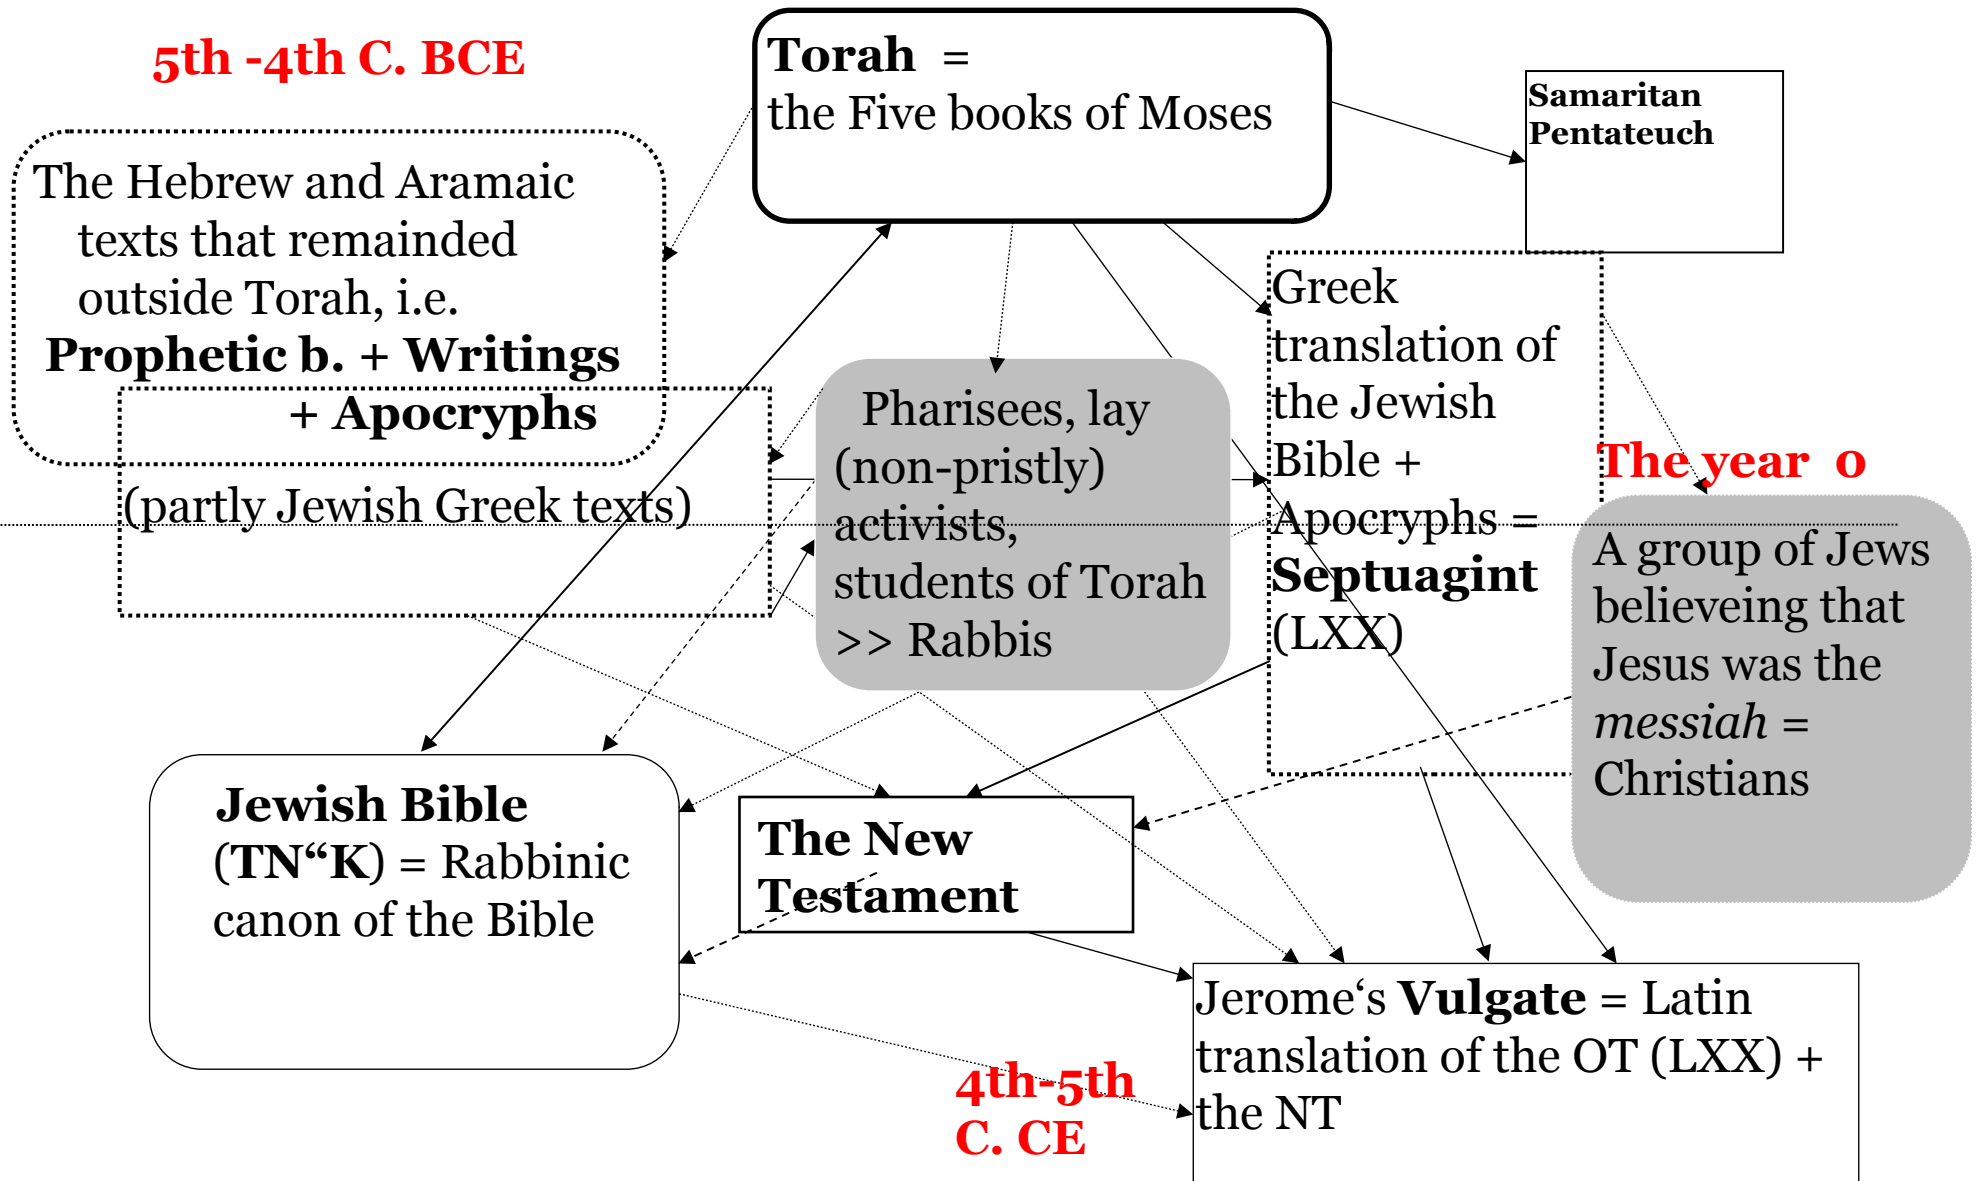 5th -4th C. BCE
Torah =
the Five books of Moses
Samaritan
Pentateuch
The Hebrew and Aramaic
texts that remainded
outside Torah, i.e.
Prophetic b. + Writings
+ Apocryphs
(partly Jewish Greek texts)
Pharisees, lay
(non-pristly)
activists,
students of Torah
>> Rabbis
Greek
translation of
the Jewish
Bible +
Apocryphs =
Septuagint
(LXX)
The year 0
A group of Jews
believeing that
Jesus was the
messiah =
Christians
Jewish Bible
(TN“K) = Rabbinic
canon of the Bible
The New
Testament
4th-5th
C. CE
Jerome‘s Vulgate = Latin
translation of the OT (LXX) +
the NT